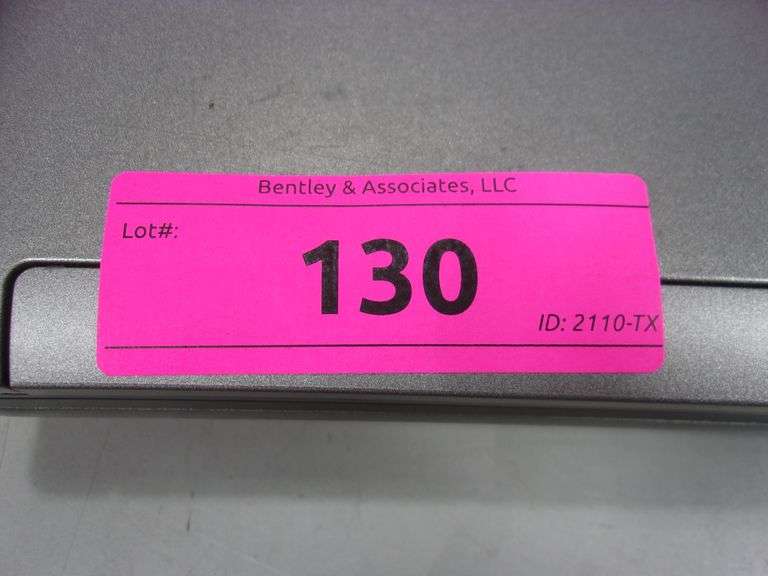 Bentley & Associates, LLC
Lot#:
130
ID: 2110-TX